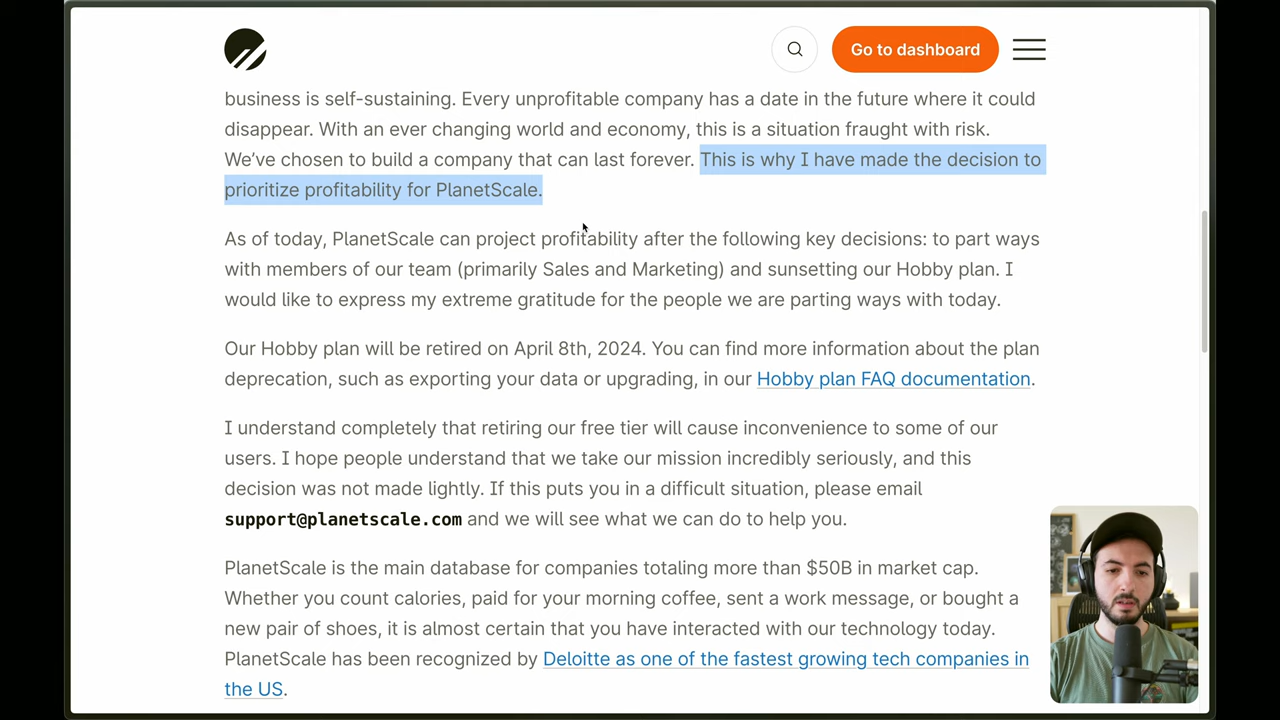 Go to dashboard
business is self-sustaining. Every unprofitable company has a date in the future where it could
disappear. With an ever changing world and economy, this is a situation fraught with risk.
We’ve chosen to build a company that can last forever. This is why I have made the decision to
prioritize profitability for PlanetScale.
As of today, PlanetScale can project profitability after the following key decisions: to part ways
with members of our team (primarily Sales and Marketing) and sunsetting our Hobby plan. I
would like to express my extreme gratitude for the people we are parting ways with today.
Our Hobby plan will be retired on April 8th, 2024. You can find more information about the plan
deprecation, such as exporting your data or upgrading, in our Hobby plan FAQ documentation.
I understand completely that retiring our free tier will cause inconvenience to some of our
users. I hope people understand that we take our mission incredibly seriously, and this
decision was not made lightly. If this puts you in a difficult situation, please email
support@planetscale.com and we will see what we can do to help you.
PlanetScale is the main database for companies totaling more than $50B in market cap.
Whether you count calories, paid for your morning coffee, sent a work message, or bought a
new pair of shoes, it is almost certain that you have interacted with our technology today.
PlanetScale has been recognized by Deloitte as one of the fastest growing tech companies in
the US.